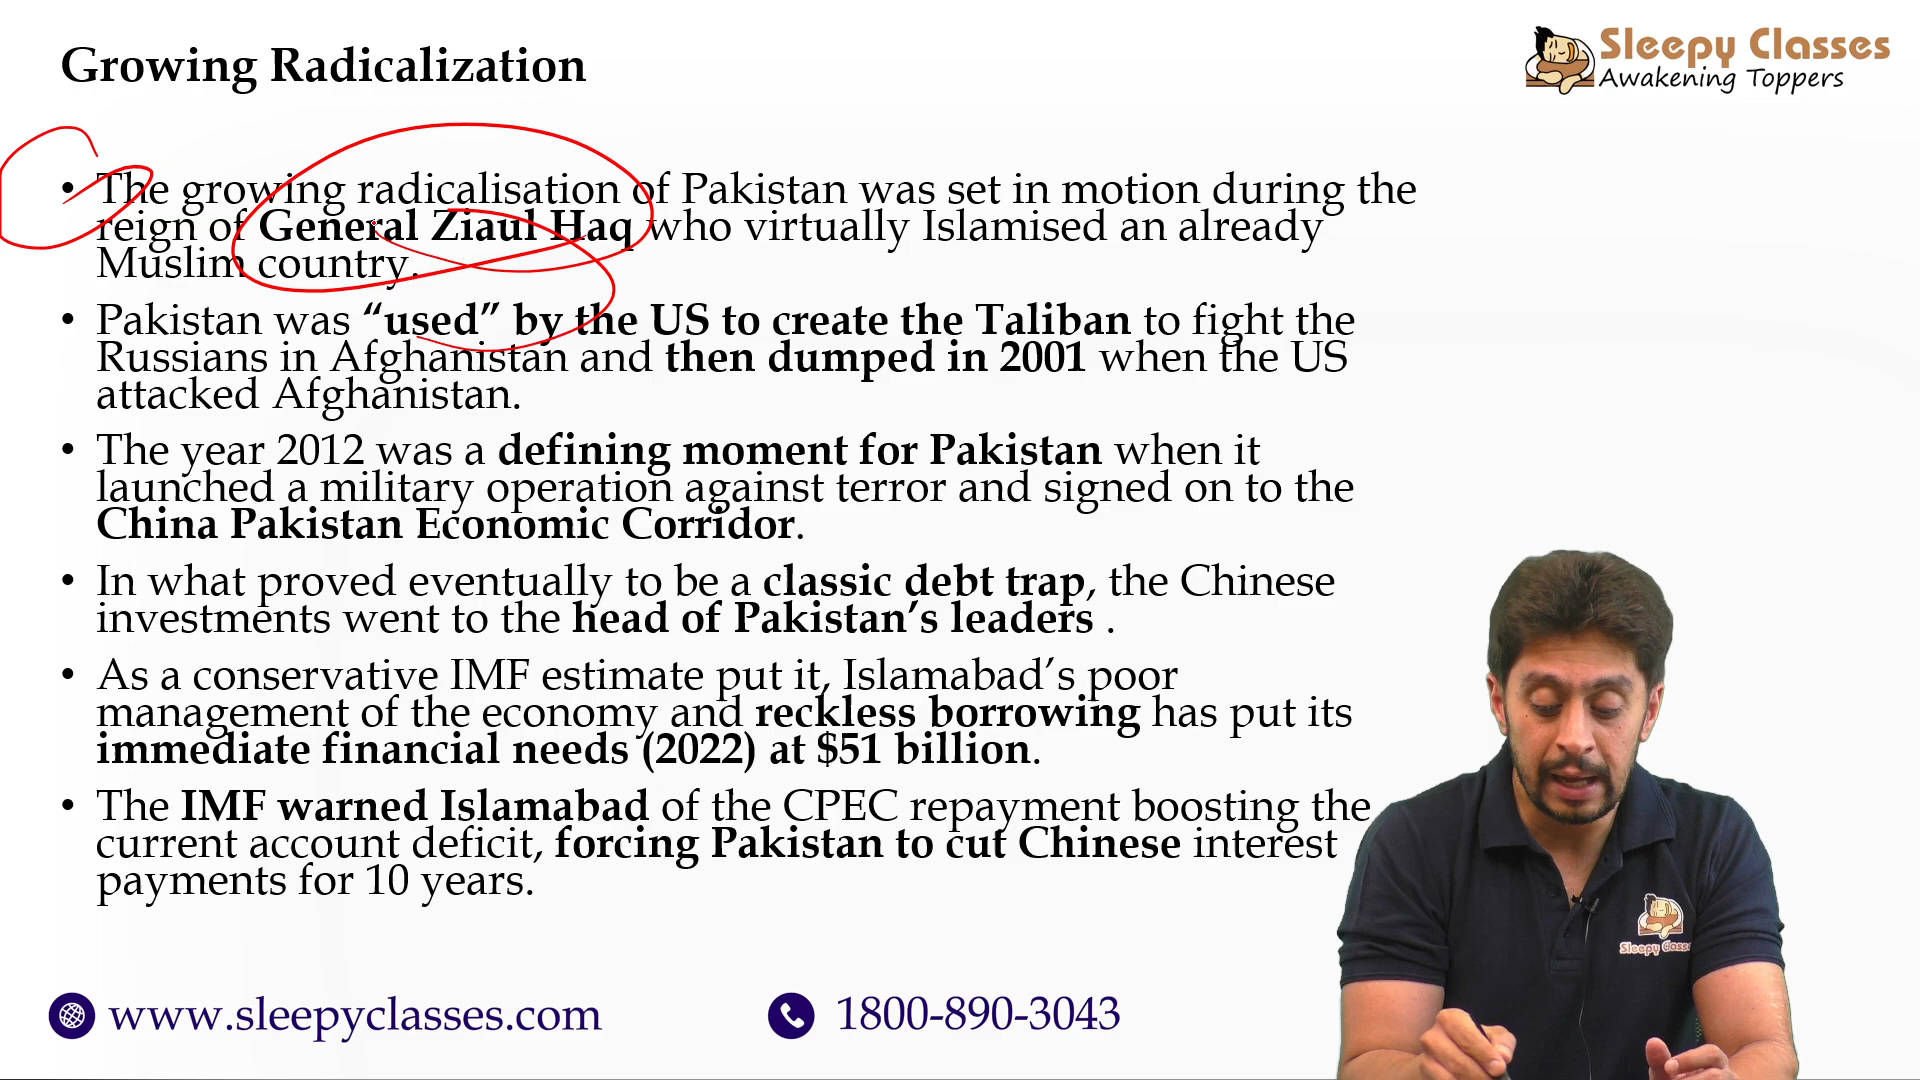 Growing Radicalization
Sleepy Classes
Awakening Toppers
• The growing radicalisation of Pakistan was set in motion during the
reign of General Ziaul Haq who virtually Islamised an already
Muslim country.
• Pakistan was “used” by the US to create the Taliban to fight the
Russians in Afghanistan and then dumped in 2001 when the US
attacked Afghanistan.
• The year 2012 was a defining moment for Pakistan when it
launched a military operation against terror and signed on to the
China Pakistan Economic Corridor.
• In what proved eventually to be a classic debt trap, the Chinese
investments went to the head of Pakistan’s leaders .
• As a conservative IMF estimate put it, Islamabad’s poor
management of the economy and reckless borrowing has put its
immediate financial needs (2022) at $51 billion.
• The IMF warned Islamabad of the CPEC repayment boosting the
current account deficit, forcing Pakistan to cut Chinese interest
payments for 10 years.
Sleepy Classe
www.sleepyclasses.com
1800-890-3043